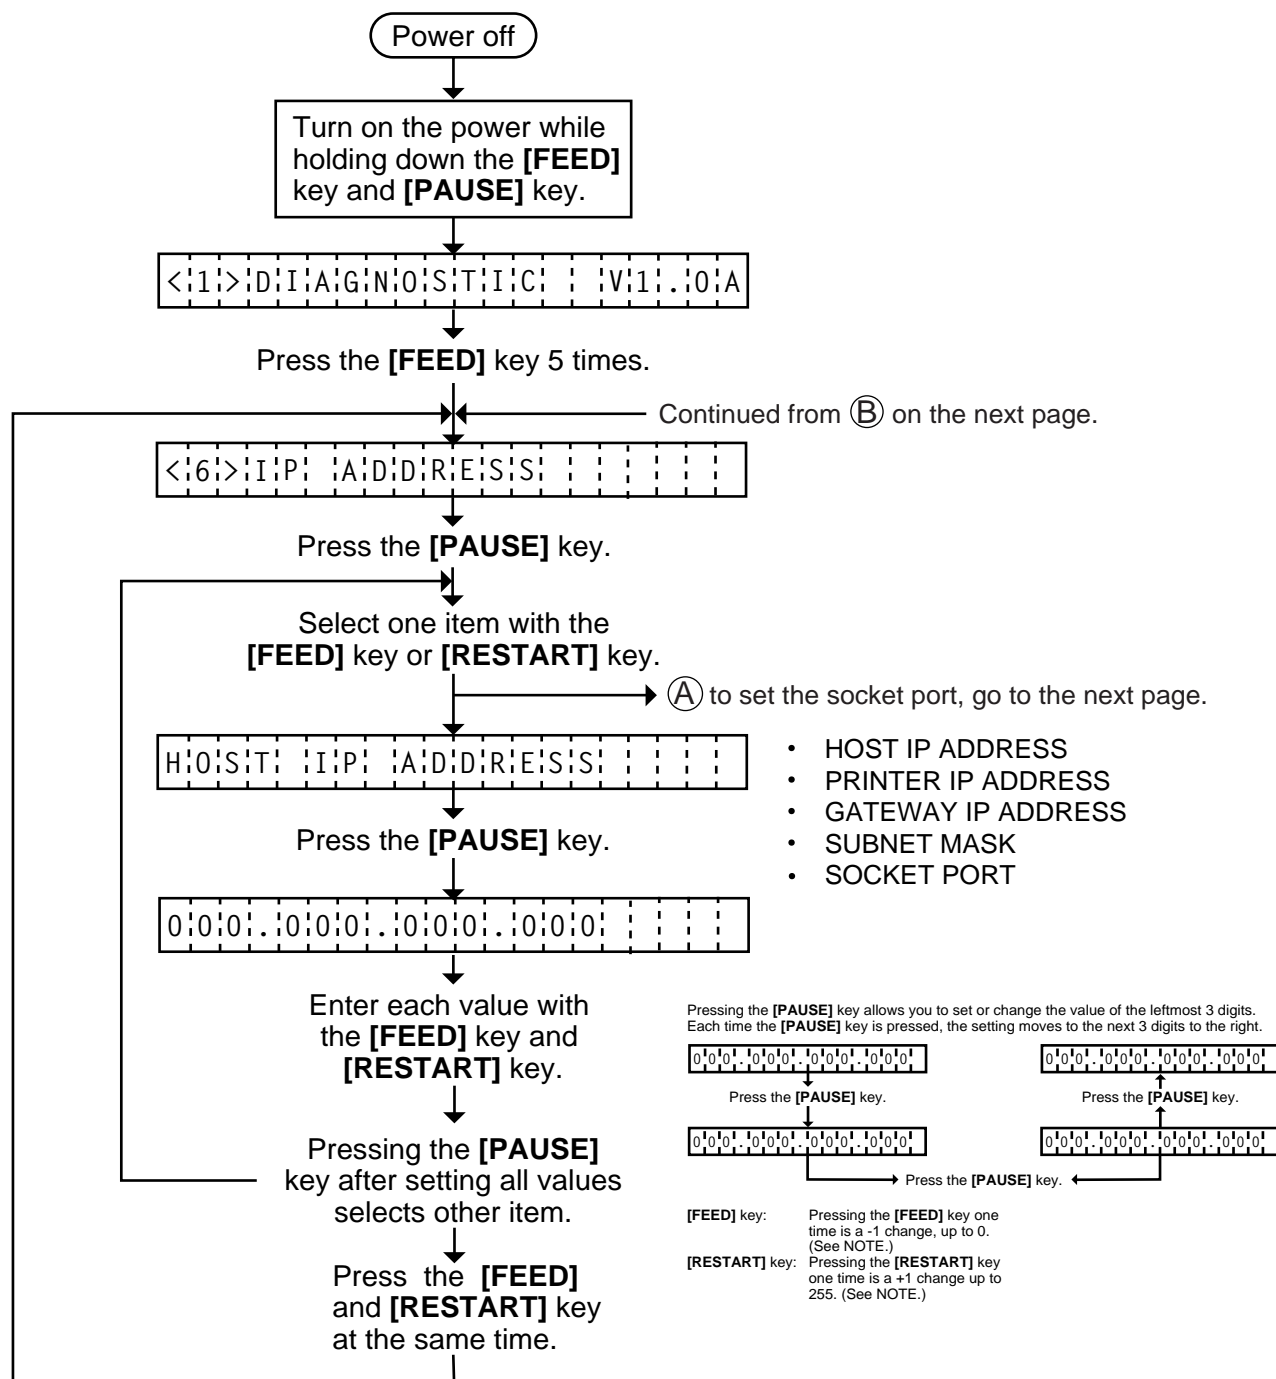 Power off
Turn on the power while
holding down the [FEED]
key and [PAUSE] key.
<1>DIAGNOSTIC  V1.0A
Press the [FEED] key 5 times.
Continued from B on the next page.
<6>IP ADDRESS
Press the [PAUSE] key.
Select one item with the
[FEED] key or [RESTART] key.
A to set the socket port, go to the next page.
HOST IP ADDRESS
• HOST IP ADDRESS
• PRINTER IP ADDRESS
• GATEWAY IP ADDRESS
• SUBNET MASK
• SOCKET PORT
Press the [PAUSE] key.
000.000.000.000
Enter each value with
the [FEED] key and
[RESTART] key.
Pressing the [PAUSE]
key after setting all values
selects other item.
Press the [FEED]
and [RESTART] key
at the same time.
Pressing the [PAUSE] key allows you to set or change the value of the leftmost 3 digits.
Each time the [PAUSE] key is pressed, the setting moves to the next 3 digits to the right.
000.000.000.000
000.000.000.000
Press the [PAUSE] key.
Press the [PAUSE] key.
000.000.000.000
000.000.000.000
Press the [PAUSE] key.
[FEED] key: Pressing the [FEED] key one
time is a -1 change, up to 0.
(See NOTE.)
[RESTART] key: Pressing the [RESTART] key
one time is a +1 change up to
255. (See NOTE.)